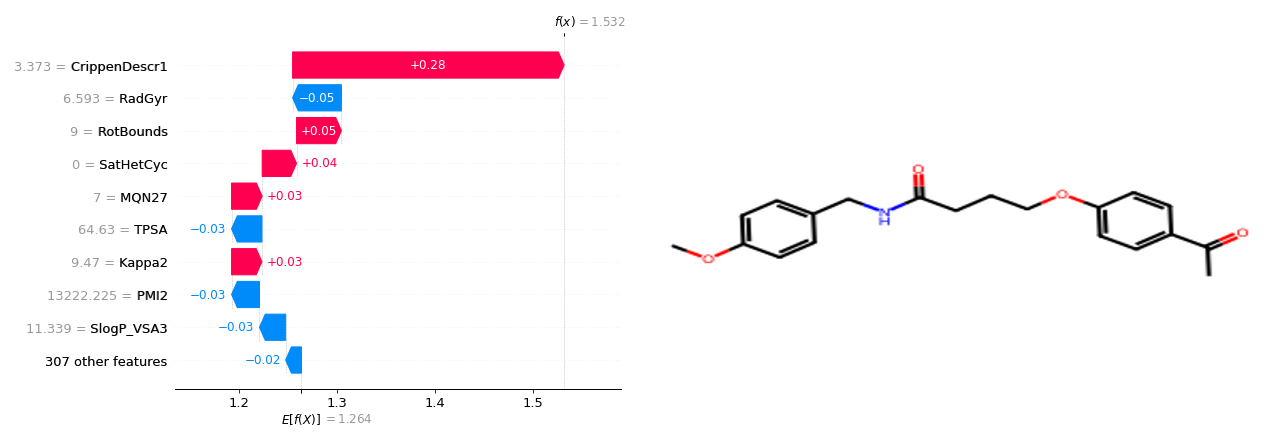 f(x) = 1.532
3.373 = CrippenDescr1 +0.28
6.593 = RadGyr −0.05
9 = RotBounds +0.05
0 = SatHetCyc +0.04
7 = MQN27 +0.03
64.63 = TPSA −0.03
9.47 = Kappa2 +0.03
13222.225 = PMI2 −0.03
11.339 = SlogP_VSA3 −0.03
307 other features −0.02
1.2 1.3 1.4 1.5
E[f(X)] = 1.264
O
O
O
N
H
O
O